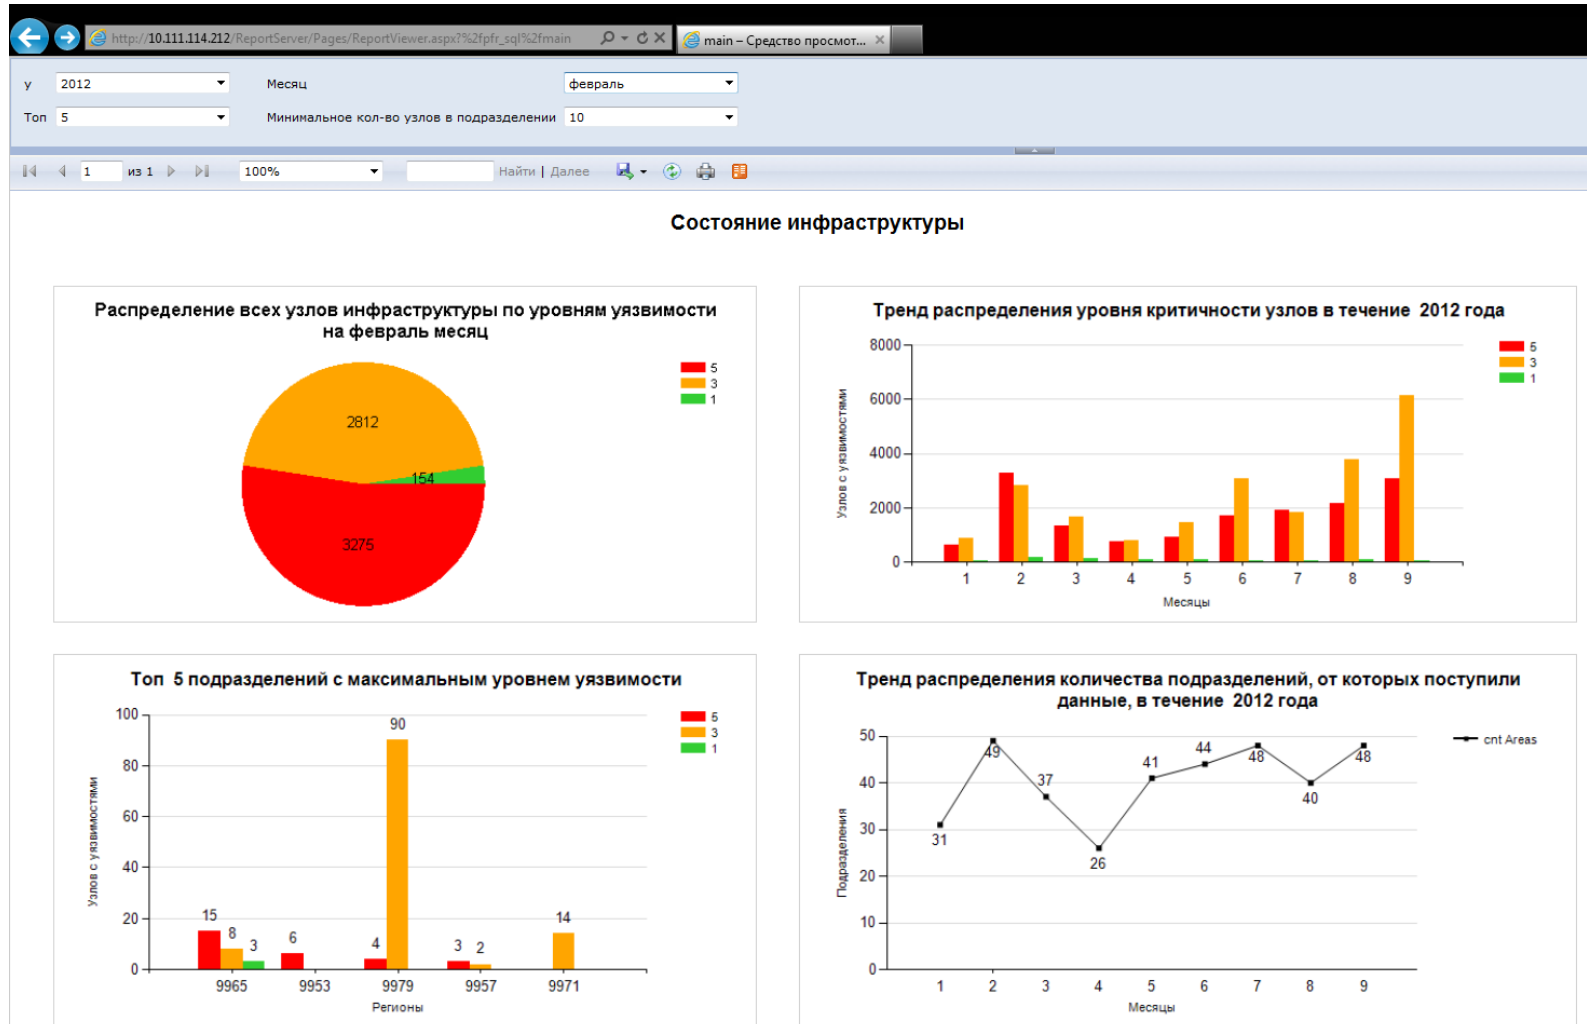 http://10.111.114.212/ReportServer/Pages/ReportViewer.aspx?%2fpfr_sql%2fmain
main – Средство просмот...
у 2012 Месяц февраль
Топ 5 Минимальное кол-во узлов в подразделении 10
1 из 1 100% Найти | Далее
Состояние инфраструктуры
Распределение всех узлов инфраструктуры по уровням уязвимости
на февраль месяц
5
3
1
2812
154
3275
Тренд распределения уровня критичности узлов в течение 2012 года
5
3
1
8000
6000
4000
2000
0
Узлов с уязвимостями
1 2 3 4 5 6 7 8 9
Месяцы
Топ 5 подразделений с максимальным уровнем уязвимости
5
3
1
100
80
60
40
20
0
Узлов с уязвимостями
15 8 3 6 4 90 3 2 14
9965 9953 9979 9957 9971
Регионы
Тренд распределения количества подразделений, от которых поступили
данные, в течение 2012 года
cnt Areas
50
40
30
20
10
0
Подразделения
31 49 37 26 41 44 48 40 48
1 2 3 4 5 6 7 8 9
Месяцы